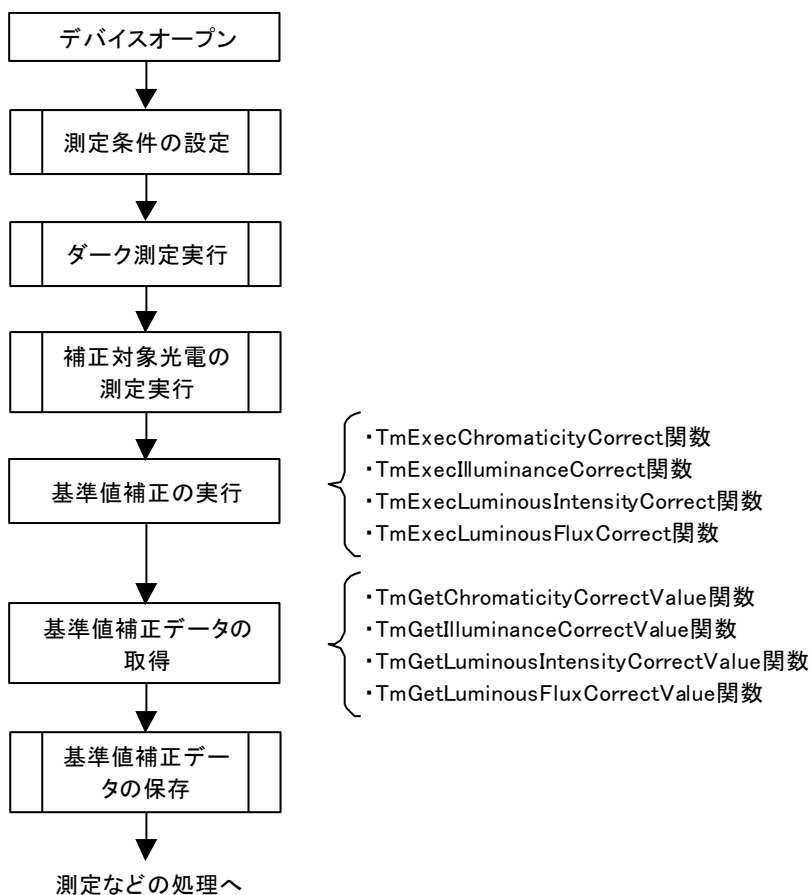 デバイスオープン
測定条件の設定
ダーク測定実行
補正対象光電の
測定実行
基準値補正の実行
・TmExecChromaticityCorrect関数
・TmExecIlluminanceCorrect関数
・TmExecLuminousIntensityCorrect関数
・TmExecLuminousFluxCorrect関数
基準値補正データの
取得
・TmGetChromaticityCorrectValue関数
・TmGetIlluminanceCorrectValue関数
・TmGetLuminousIntensityCorrectValue関数
・TmGetLuminousFluxCorrectValue関数
基準値補正デー
タの保存
測定などの処理へ